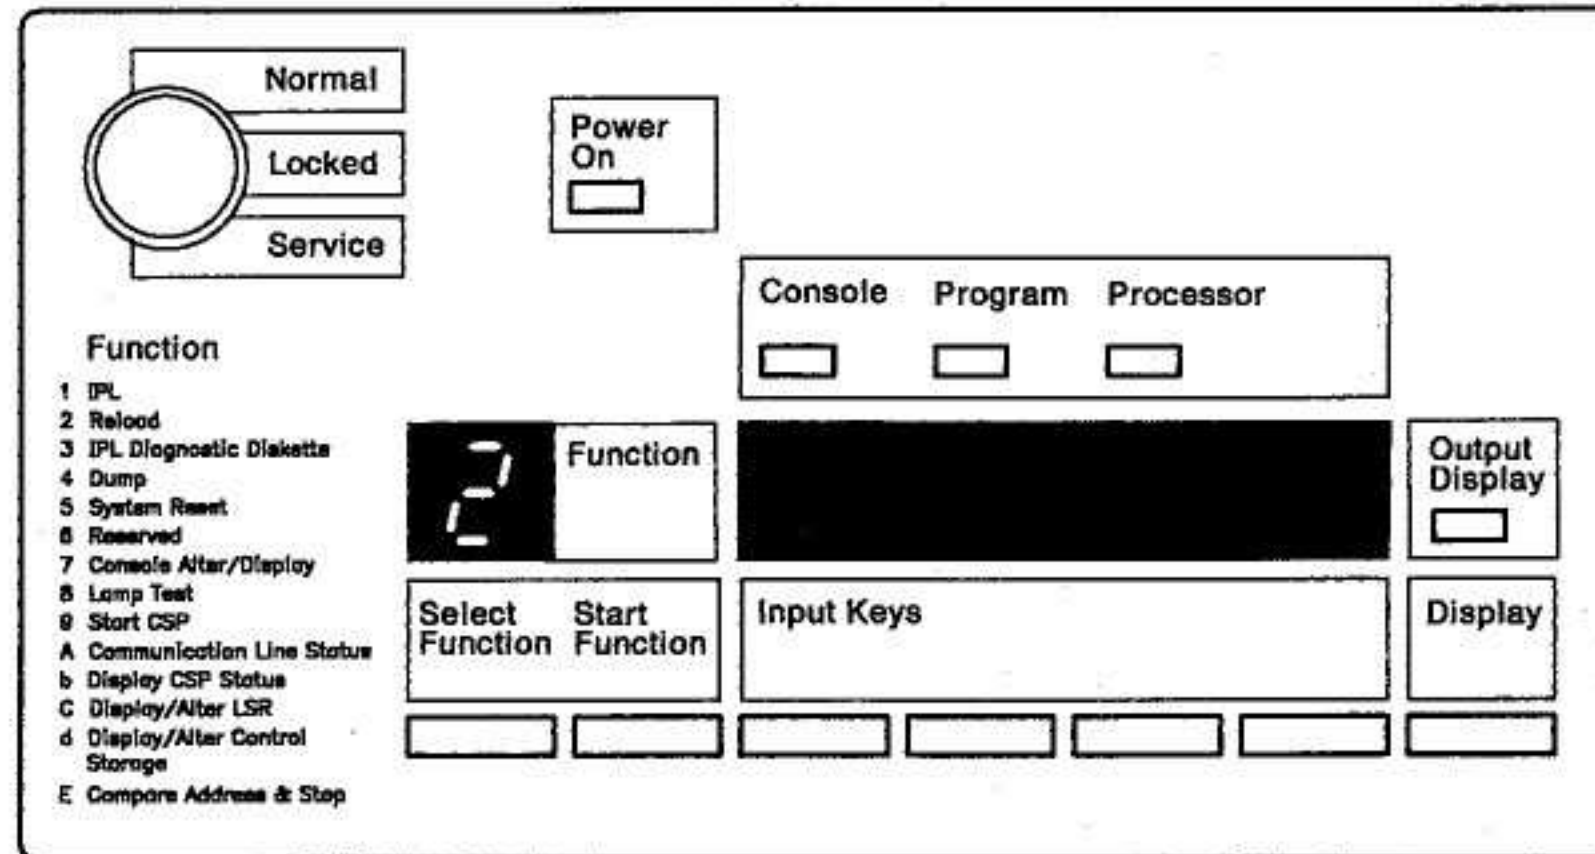 Normal
Locked
Service
Power
On
Console Program Processor
Function
1 IPL
2 Reload
3 IPL Diagnostic Diskette
4 Dump
5 System Reset
6 Reserved
7 Console Alter/Display
8 Lamp Test
9 Start CSP
A Communication Line Status
b Display CSP Status
C Display/Alter LSR
d Display/Alter Control
Storage
E Compare Address & Stop
2
Function
Output
Display
Select Start
Function Function
Input Keys
Display